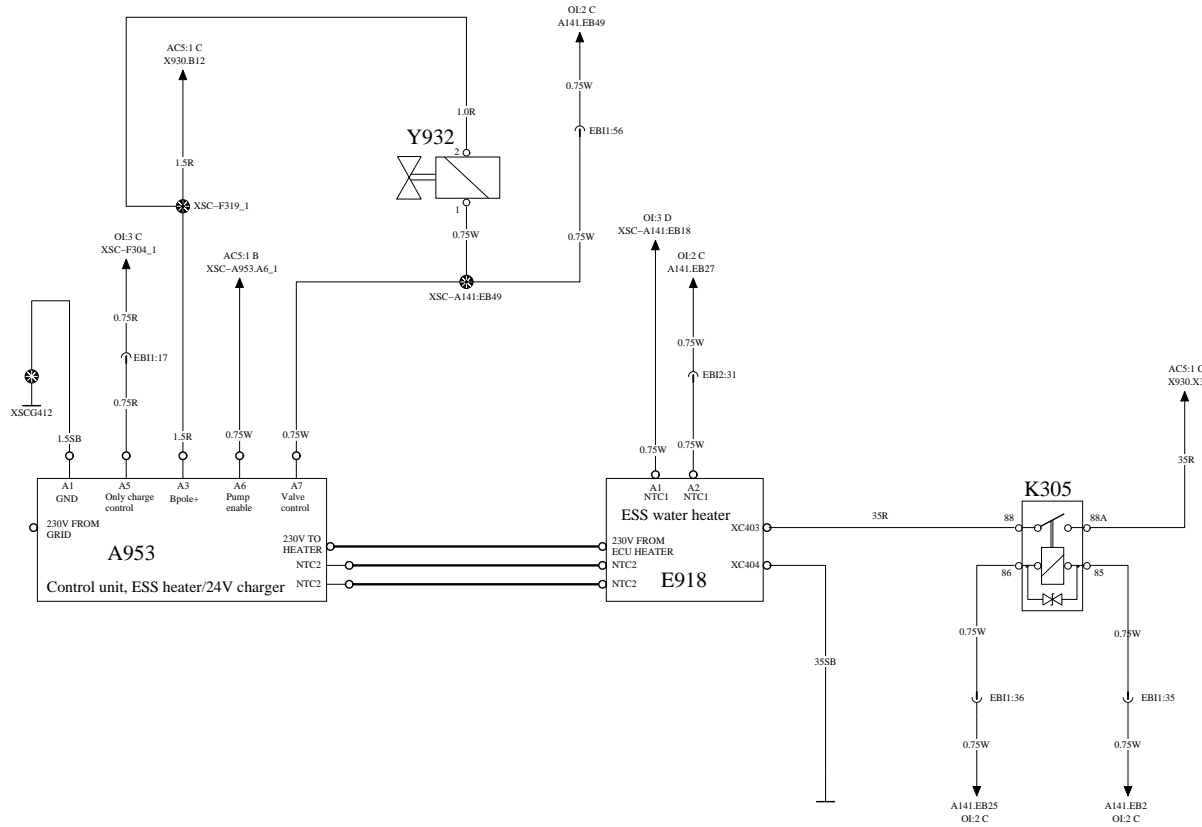 OI:2 C
A141.EB49
AC5:1 C
X930.B12
0.75W
1.0R
EBI1:56
Y932
2
1.5R
1
XSC-F319_1
OI:3 D
XSC-A141:EB18
OI:3 C
XSC-F304_1
0.75W
0.75W
AC5:1 B
XSC-A953.A6_1
OI:2 C
A141.EB27
XSC-A141:EB49
0.75R
0.75W
EBI1:17
EBI2:31
AC5:1 C
0.75R
XSCG412
1.5SB
1.5R
0.75W
0.75W
0.75W
0.75W
35R
A1
GND
A5
Only charge
control
A3
Bpole+
A6
Pump
enable
A7
Valve
control
A1
NTC1
A2
NTC1
K305
ESS water heater
35R
88
88A
230V FROM
GRID
XC403
A953
230V TO
HEATER
230V FROM
ECU HEATER
NTC2
NTC2
XC404
86
85
Control unit, ESS heater/24V charger
NTC2
NTC2
E918
0.75W
0.75W
35SB
EBI1:36
EBI1:35
0.75W
0.75W
A141.EB25
OI:2 C
A141.EB2
OI:2 C